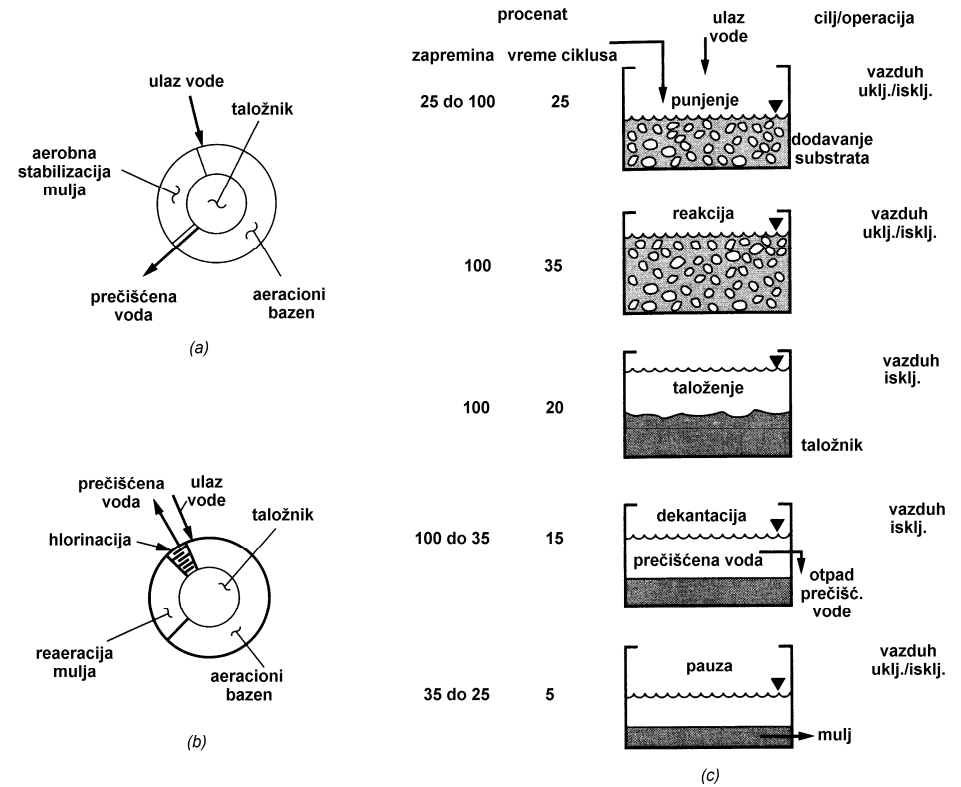 ulaz vode
taložnik
aerobna
stabilizacija
mulja
prečišćena
voda
aeracioni
bazen
(a)
prečišćena
voda
ulaz
vode
hlorinacija
taložnik
reaeracija
mulja
aeracioni
bazen
(b)
procenat
ulaz
vode
cilj/operacija
zapremina
vreme ciklusa
25 do 100
25
punjenje
vazduh
uklj./isklj.
dodavanje
substrata
100
35
reakcija
vazduh
uklj./isklj.
100
20
taloženje
vazduh
isklj.
taložnik
100 do 35
15
dekantacija
prečišćena voda
vazduh
isklj.
otpad
prečišć.
vode
35 do 25
5
pauza
vazduh
uklj./isklj.
mulj
(c)